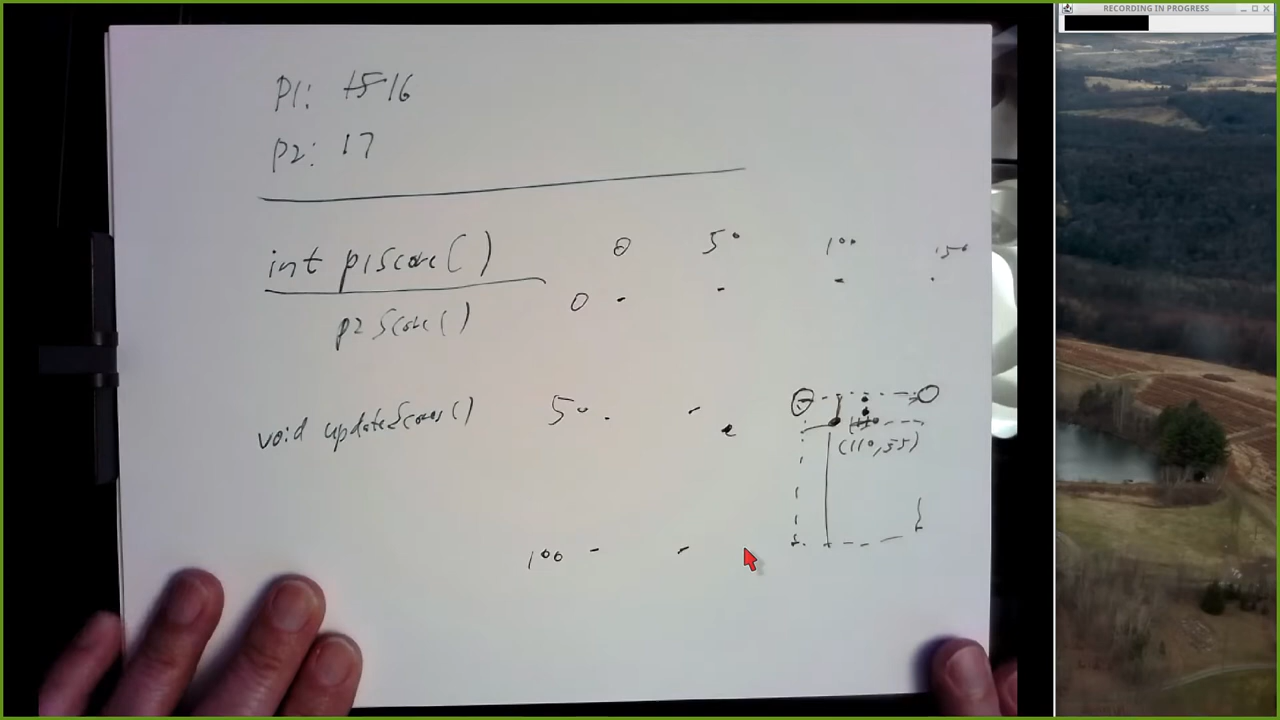 RECORDING IN PROGRESS
P1: 15 16
P2: 17
int p1Score()
p2Score()
void updateScores()
0 50 100 150
0
50
(110,55)
100